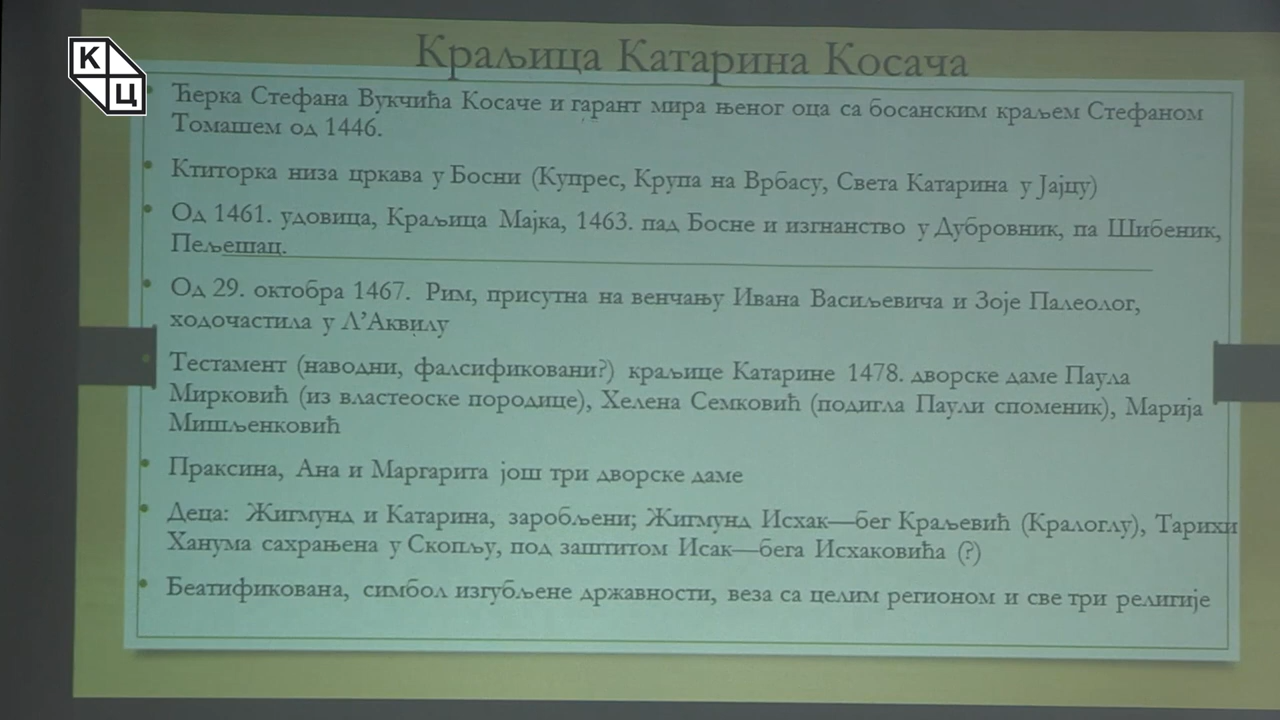 КЦ
Краљица Катарина Косача
Ћерка Стефана Вукчића Косаче и гарант мира њеног оца са босанским краљем Стефаном
Томашем од 1446.
Ктиторка низа цркава у Босни (Купрес, Крупа на Врбасу, Света Катарина у Јајцу)
Од 1461. удовица, Краљица Мајка, 1463. пад Босне и изгнанство у Дубровник, па Шибеник,
Пељешац.
Од 29. октобра 1467. Рим, присутна на венчању Ивана Васиљевича и Зоје Палеолог,
ходочастила у Л’Аквилу
Тестамент (наводни, фалсификовани?) краљице Катарине 1478. дворске даме Паула
Мирковић (из властеоске породице), Хелена Семковић (подигла Паули споменик), Марија
Мишљенковић
Праксина, Ана и Маргарита још три дворске даме
Деца: Жигмунд и Катарина, заробљени; Жигмунд Исхак—бег Краљевић (Кралоглу), Тарихи
Ханума сахрањена у Скопљу, под заштитом Исак—бега Исхаковића (?)
Беатификована, симбол изгубљене државности, веза са целим регионом и све три религије